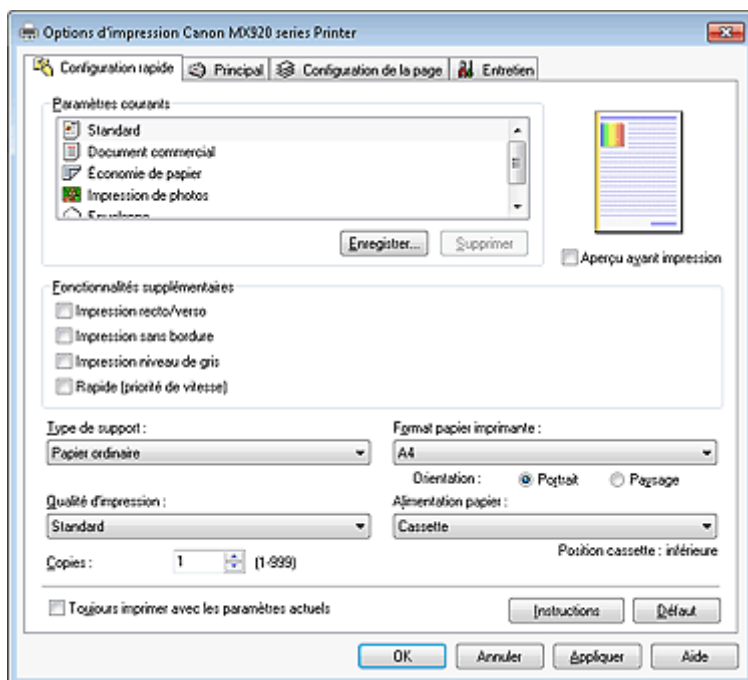 Options d'impression Canon MX920 series Printer
Configuration rapide
Principal
Configuration de la page
Entretien
Paramètres courants
Standard
Document commercial
Économie de papier
Impression de photos
Enveloppe
Enregistrer...
Supprimer
Aperçu avant impression
Fonctionnalités supplémentaires
Impression recto/verso
Impression sans bordure
Impression niveau de gris
Rapide (priorité de vitesse)
Type de support :
Papier ordinaire
Format papier imprimante :
A4
Orientation :
Portrait
Paysage
Qualité d'impression :
Standard
Alimentation papier :
Cassette
Position cassette : inférieure
Copies :
1
(1-999)
Toujours imprimer avec les paramètres actuels
Instructions
Défaut
OK
Annuler
Appliquer
Aide